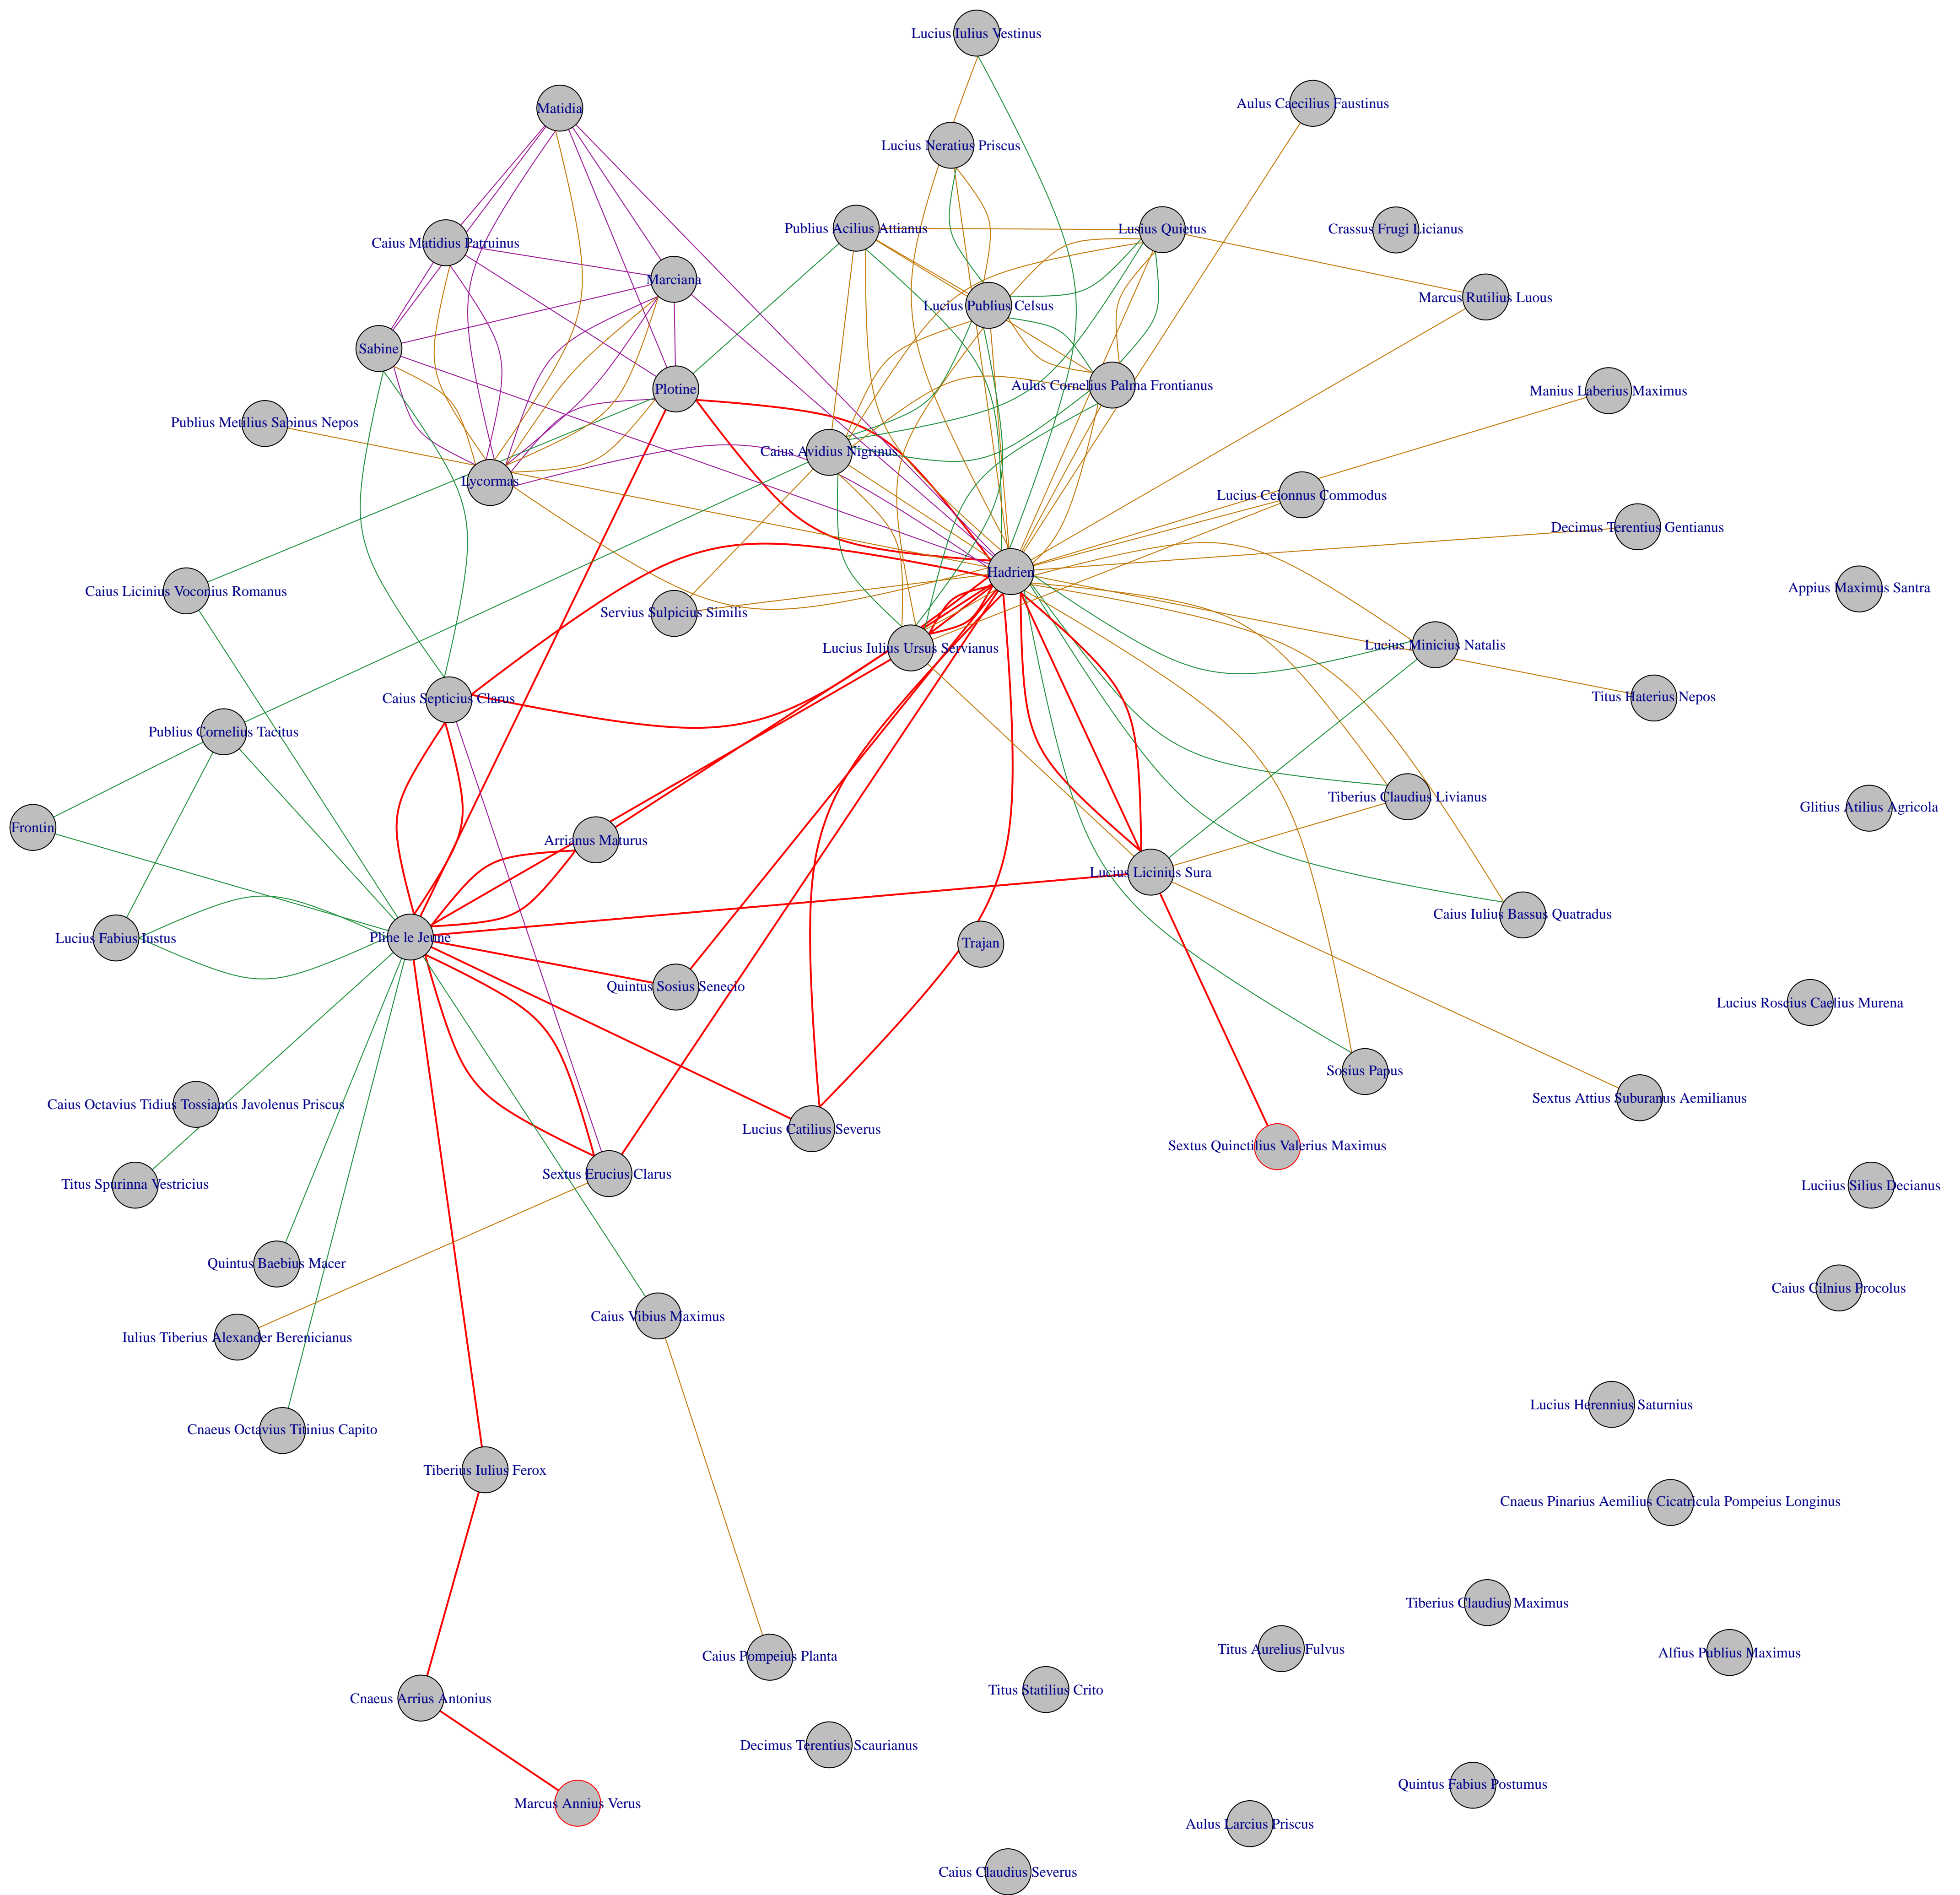 Lucius Iulius Vestinus
Matidia
Aulus Caecilius Faustinus
Lucius Neratius Priscus
Publius Acilius Attianus
Lusius Quietus
Crassus Frugi Licianus
Caius Matidius Patruinus
Marciana
Marcus Rutilius Luous
Lucius Publius Celsus
Sabine
Plotine
Aulus Cornelius Palma Frontianus
Manius Laberius Maximus
Publius Metilius Sabinus Nepos
Caius Avidius Nigrinus
Lycormas
Lucius Ceionnus Commodus
Decimus Terentius Gentianus
Hadrien
Caius Licinius Voconius Romanus
Appius Maximus Santra
Servius Sulpicius Similis
Lucius Iulius Ursus Servianus
Lucius Minicius Natalis
Caius Septicius Clarus
Titus Haterius Nepos
Publius Cornelius Tacitus
Tiberius Claudius Livianus
Glitius Atilius Agricola
Frontin
Arrianus Maturus
Lucius Licinius Sura
Caius Iulius Bassus Quatradus
Lucius Fabius Iustus
Pline le Jeune
Trajan
Quintus Sosius Senecio
Lucius Roscius Caelius Murena
Sosius Papus
Sextus Attius Suburanus Aemilianus
Caius Octavius Tidius Tossianus Javolenus Priscus
Lucius Catilius Severus
Sextus Quinctilius Valerius Maximus
Sextus Erucius Clarus
Titus Spurinna Vestricius
Luciius Silius Decianus
Quintus Baebius Macer
Caius Cilnius Procolus
Caius Vibius Maximus
Iulius Tiberius Alexander Berenicianus
Lucius Herennius Saturnius
Cnaeus Octavius Titinius Capito
Tiberius Iulius Ferox
Cnaeus Pinarius Aemilius Cicatricula Pompeius Longinus
Tiberius Claudius Maximus
Titus Aurelius Fulvus
Alfius Publius Maximus
Caius Pompeius Planta
Titus Statilius Crito
Cnaeus Arrius Antonius
Decimus Terentius Scaurianus
Quintus Fabius Postumus
Marcus Annius Verus
Aulus Larcius Priscus
Caius Claudius Severus